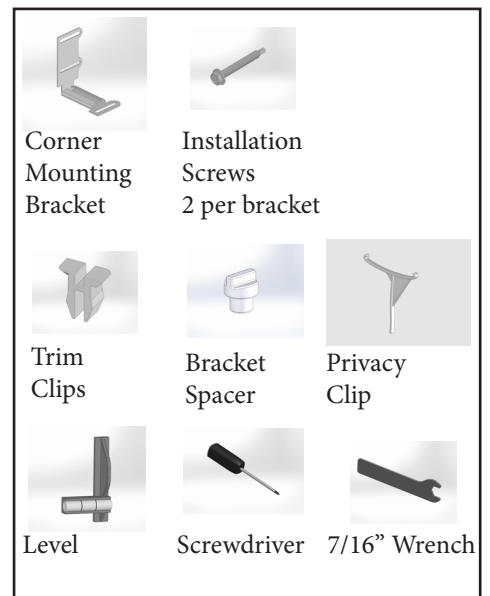 Corner
Mounting
Bracket
Installation
Screws
2 per bracket
Trim
Clips
Bracket
Spacer
Privacy
Clip
Level
Screwdriver
7/16” Wrench